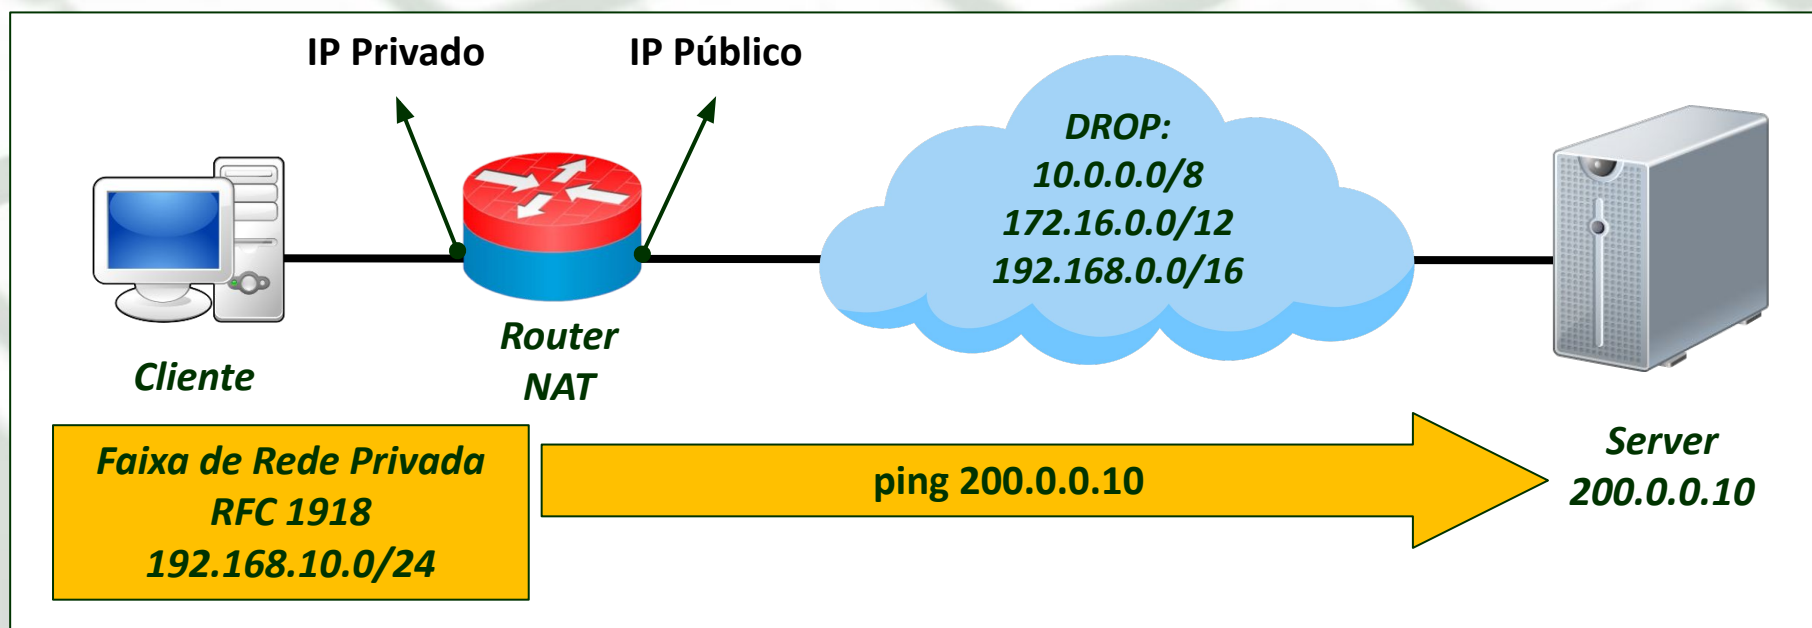 IP Privado
IP Público
DROP:
10.0.0.0/8
172.16.0.0/12
192.168.0.0/16
Router
NAT
Cliente
Faixa de Rede Privada
RFC 1918
192.168.10.0/24
ping 200.0.0.10
Server
200.0.0.10